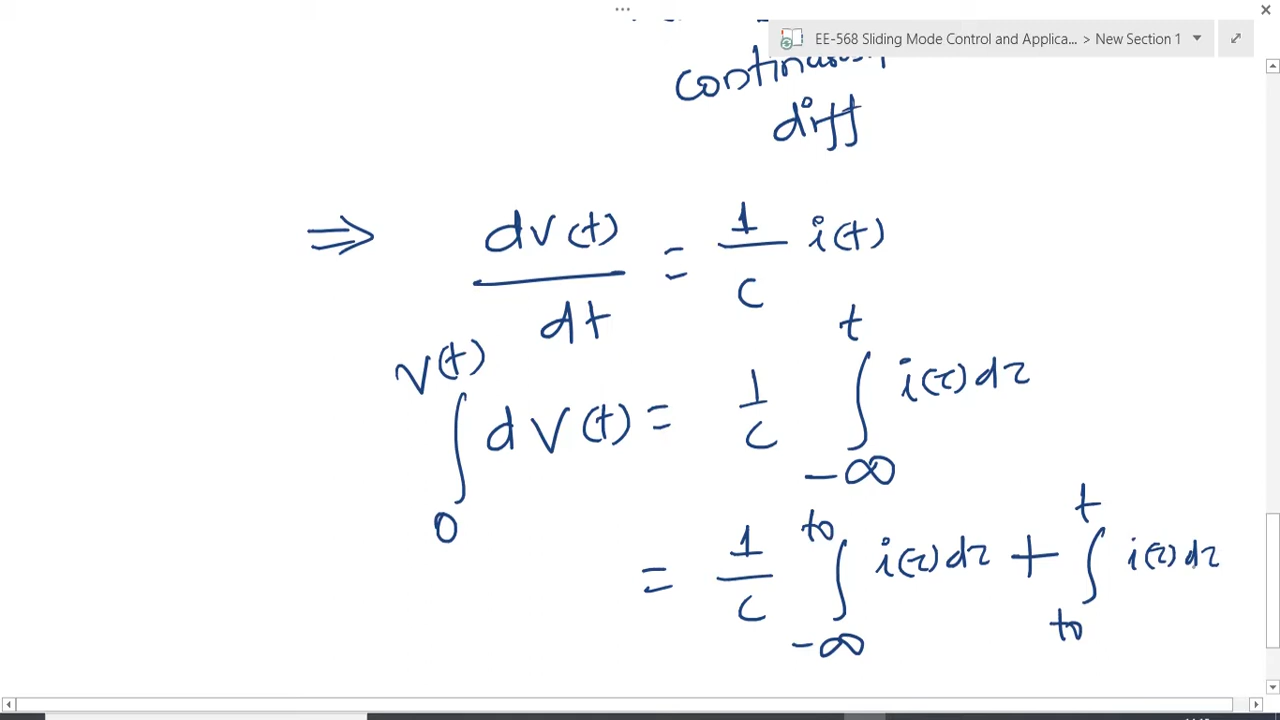 EE-568 Sliding Mode Control and Applica... > New Section 1
diff
⇒ dv(t)/dt = 1/C i(t)
∫_0^{V(t)} dV(t) = 1/C ∫_{-∞}^{t} i(τ)dτ
= 1/C ∫_{-∞}^{to} i(τ)dτ + ∫_{to}^{t} i(τ)dτ